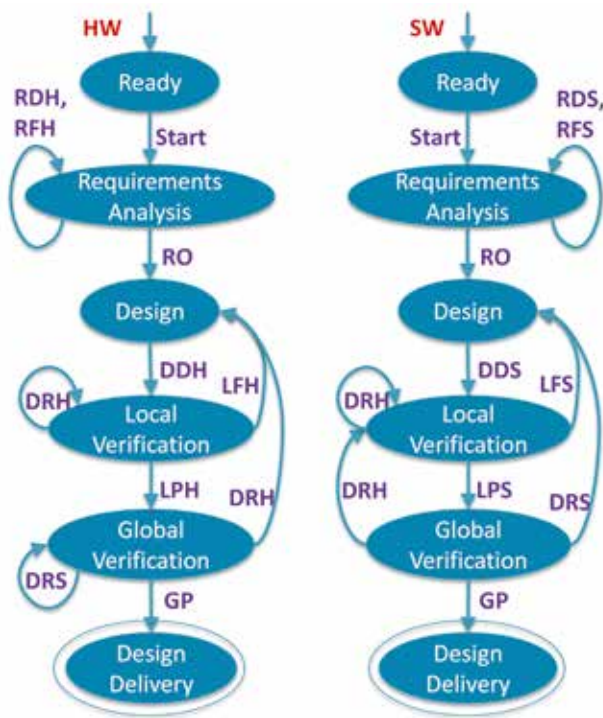 HW
Ready
RDH,
RFH
Start
Requirements
Analysis
RO
Design
DDH
LFH
DRH
Local
Verification
LPH
DRH
Global
Verification
DRS
GP
Design
Delivery
SW
Ready
RDS,
RFS
Start
Requirements
Analysis
RO
Design
DDS
LFS
DRH
Local
Verification
DRH
LPS
DRS
Global
Verification
GP
Design
Delivery